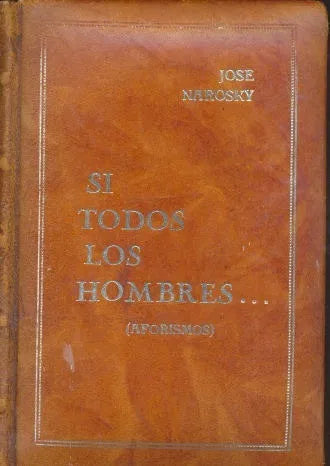 JOSE
NAROSKY
SI
TODOS
LOS
HOMBRES...
(AFORISMOS)